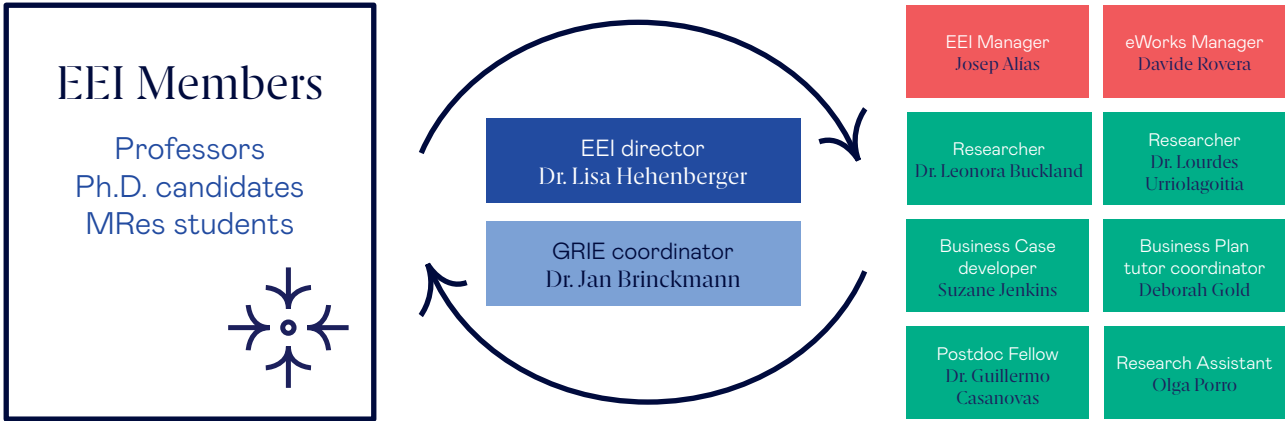 EEI Members
Professors
Ph.D. candidates
MRes students
EEI director
Dr. Lisa Hehenberger
GRIE coordinator
Dr. Jan Brinckmann
EEI Manager
Josep Alías
eWorks Manager
Davide Rovera
Researcher
Dr. Leonora Buckland
Researcher
Dr. Lourdes
Urriolagoitia
Business Case
developer
Suzane Jenkins
Business Plan
tutor coordinator
Deborah Gold
Postdoc Fellow
Dr. Guillermo
Casanovas
Research Assistant
Olga Porro